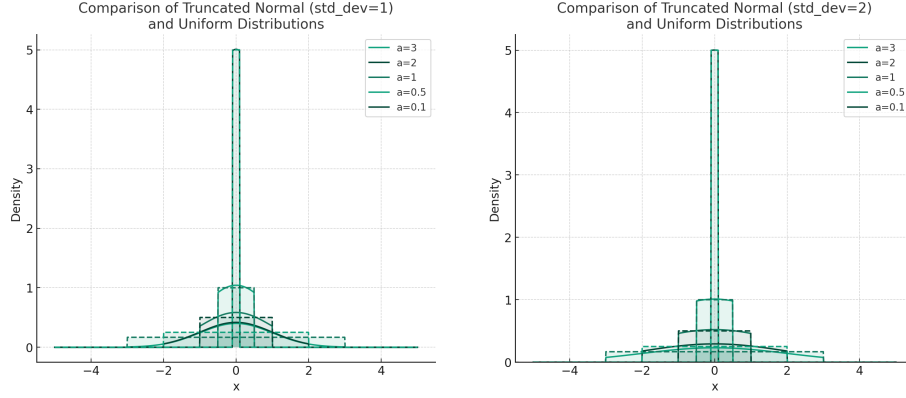 Comparison of Truncated Normal (std_dev=1)
and Uniform Distributions
5
4
3
2
1
0
Density
−4
−2
0
2
4
x
a=3
a=2
a=1
a=0.5
a=0.1
Comparison of Truncated Normal (std_dev=2)
and Uniform Distributions
5
4
3
2
1
0
Density
−4
−2
0
2
4
x
a=3
a=2
a=1
a=0.5
a=0.1